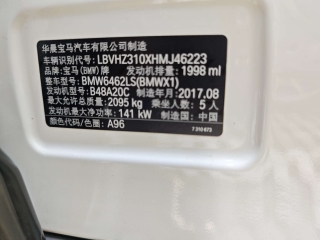 华晨宝马汽车有限公司制造
车辆识别代号: LBVHZ310XHMJ46223
品牌: 宝马(BMW)牌 发动机排量: 1998 ml
整车型号: BMW6462LS(BMWX1)
发动机型号: B48A20C 制造年月: 2017.08
最大允许总质量: 2095 kg 乘坐人数: 5 人
发动机最大净功率: 141 kW 制造国: 中国
颜色代码/色圈: A96
7 310 673